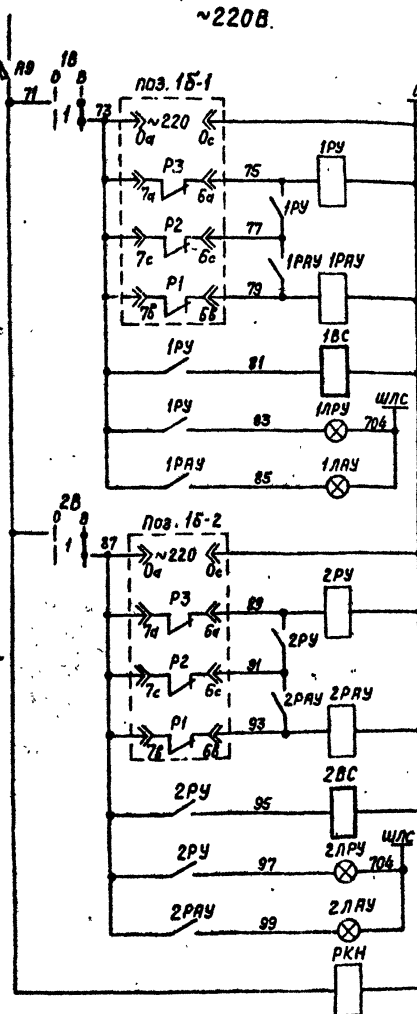 ~220В.
А9
1В
О В
71
1
73
поз. 1Б-1
~220
0а 0с
Р3
7а 6а
75
1РУ
1РУ
Р2
7с 6с
77
1РАУ 1РАУ
Р1
7в 6в
79
1ВС
1РУ
81
1РУ
83
1ЛРУ
704
ШЛС
1РАУ
85
1ЛАУ
2В
О В
1
87
поз. 1Б-2
~220
0а 0с
Р3
7а 6а
89
2РУ
2РУ
Р2
7с 6с
91
2РАУ 2РАУ
Р1
7в 6в
93
2ВС
2РУ
95
2РУ
97
2ЛРУ
704
ШЛС
2РАУ
99
2ЛАУ
РКН